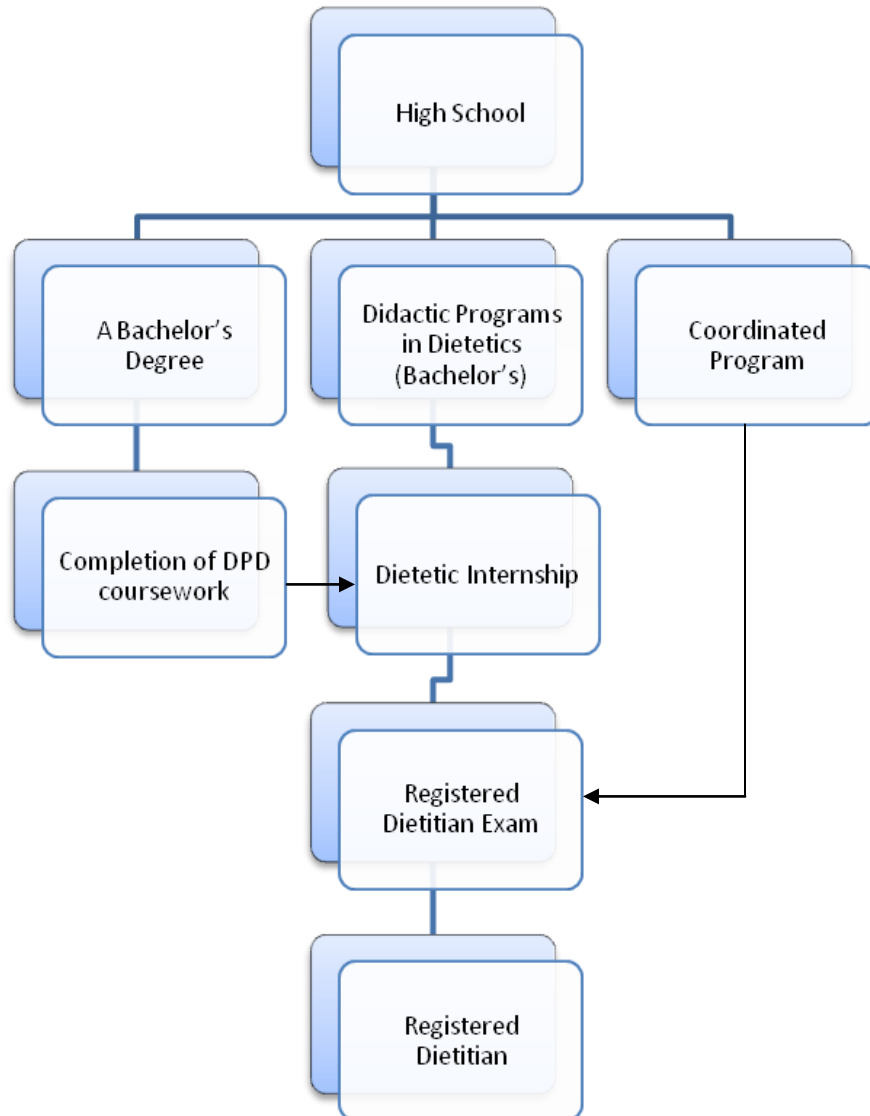 High School
A Bachelor’s
Degree
Didactic Programs
in Dietetics
(Bachelor’s)
Coordinated
Program
Completion of DPD
coursework
Dietetic Internship
Registered
Dietitian Exam
Registered
Dietitian